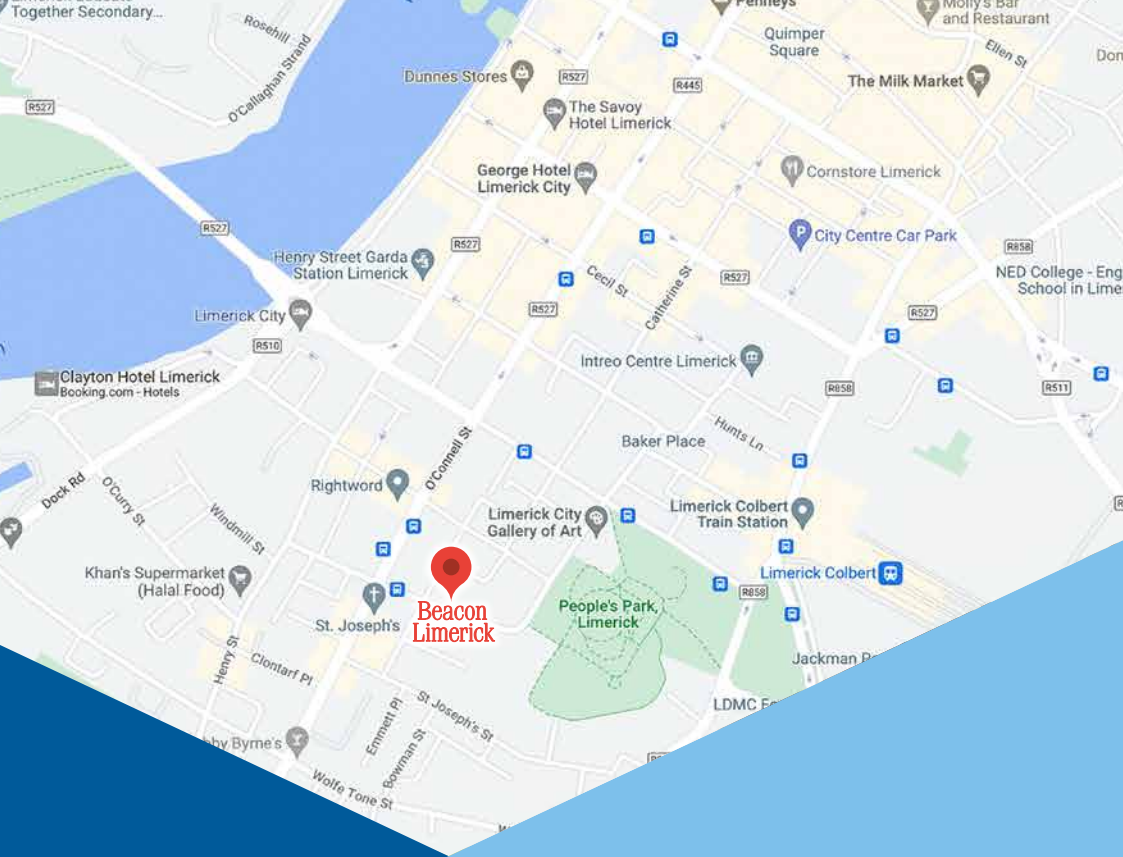 Together Secondary...
Rosehill
O'Callaghan Strand
Penneys
Molly's Bar
and Restaurant
Quimper
Square
Ellen St
Dunnes Stores
R527
R445
The Milk Market
R527
The Savoy
Hotel Limerick
George Hotel
Limerick City
Cornstore Limerick
R527
R527
City Centre Car Park
R858
Henry Street Garda
Station Limerick
Cecil St
Catherine St
R527
NED College - Eng
School in Lime
Limerick City
R527
R527
R510
Intreo Centre Limerick
Clayton Hotel Limerick
Booking.com - Hotels
R858
R511
Hunts Ln
Baker Place
O'Connell St
Dock Rd
O'Curry St
Rightword
Windmill St
Limerick City
Gallery of Art
Limerick Colbert
Train Station
Khan's Supermarket
(Halal Food)
Limerick Colbert
R858
Beacon
Limerick
St. Joseph's
People's Park,
Limerick
Henry St
Clontarf Pl
Jackman
St Joseph's St
Emmett Pl
Bowman St
LDMC
by Byrne's
Wolfe Tone St